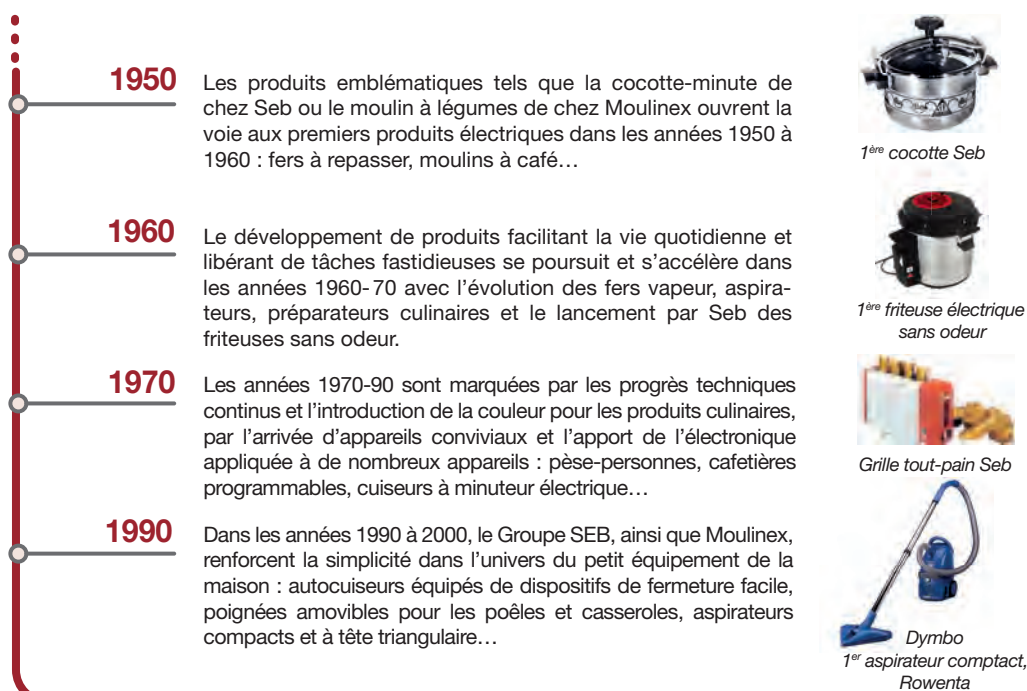 1950
Les produits emblématiques tels que la cocotte-minute de
chez Seb ou le moulin à légumes de chez Moulinex ouvrent la
voie aux premiers produits électriques dans les années 1950 à
1960 : fers à repasser, moulins à café…
1ère cocotte Seb
1960
Le développement de produits facilitant la vie quotidienne et
libérant de tâches fastidieuses se poursuit et s'accélère dans
les années 1960-70 avec l'évolution des fers vapeur, aspira-
teurs, préparateurs culinaires et le lancement par Seb des
friteuses sans odeur.
1ère friteuse électrique
sans odeur
1970
Les années 1970-90 sont marquées par les progrès techniques
continus et l'introduction de la couleur pour les produits culinaires,
par l'arrivée d'appareils conviviaux et l'apport de l'électronique
appliquée à de nombreux appareils : pèse-personnes, cafetières
programmables, cuiseurs à minuteur électrique…
Grille tout-pain Seb
1990
Dans les années 1990 à 2000, le Groupe SEB, ainsi que Moulinex,
renforcent la simplicité dans l'univers du petit équipement de la
maison : autocuiseurs équipés de dispositifs de fermeture facile,
poignées amovibles pour les poêles et casseroles, aspirateurs
compacts et à tête triangulaire…
Dymbo
1er aspirateur comptact,
Rowenta